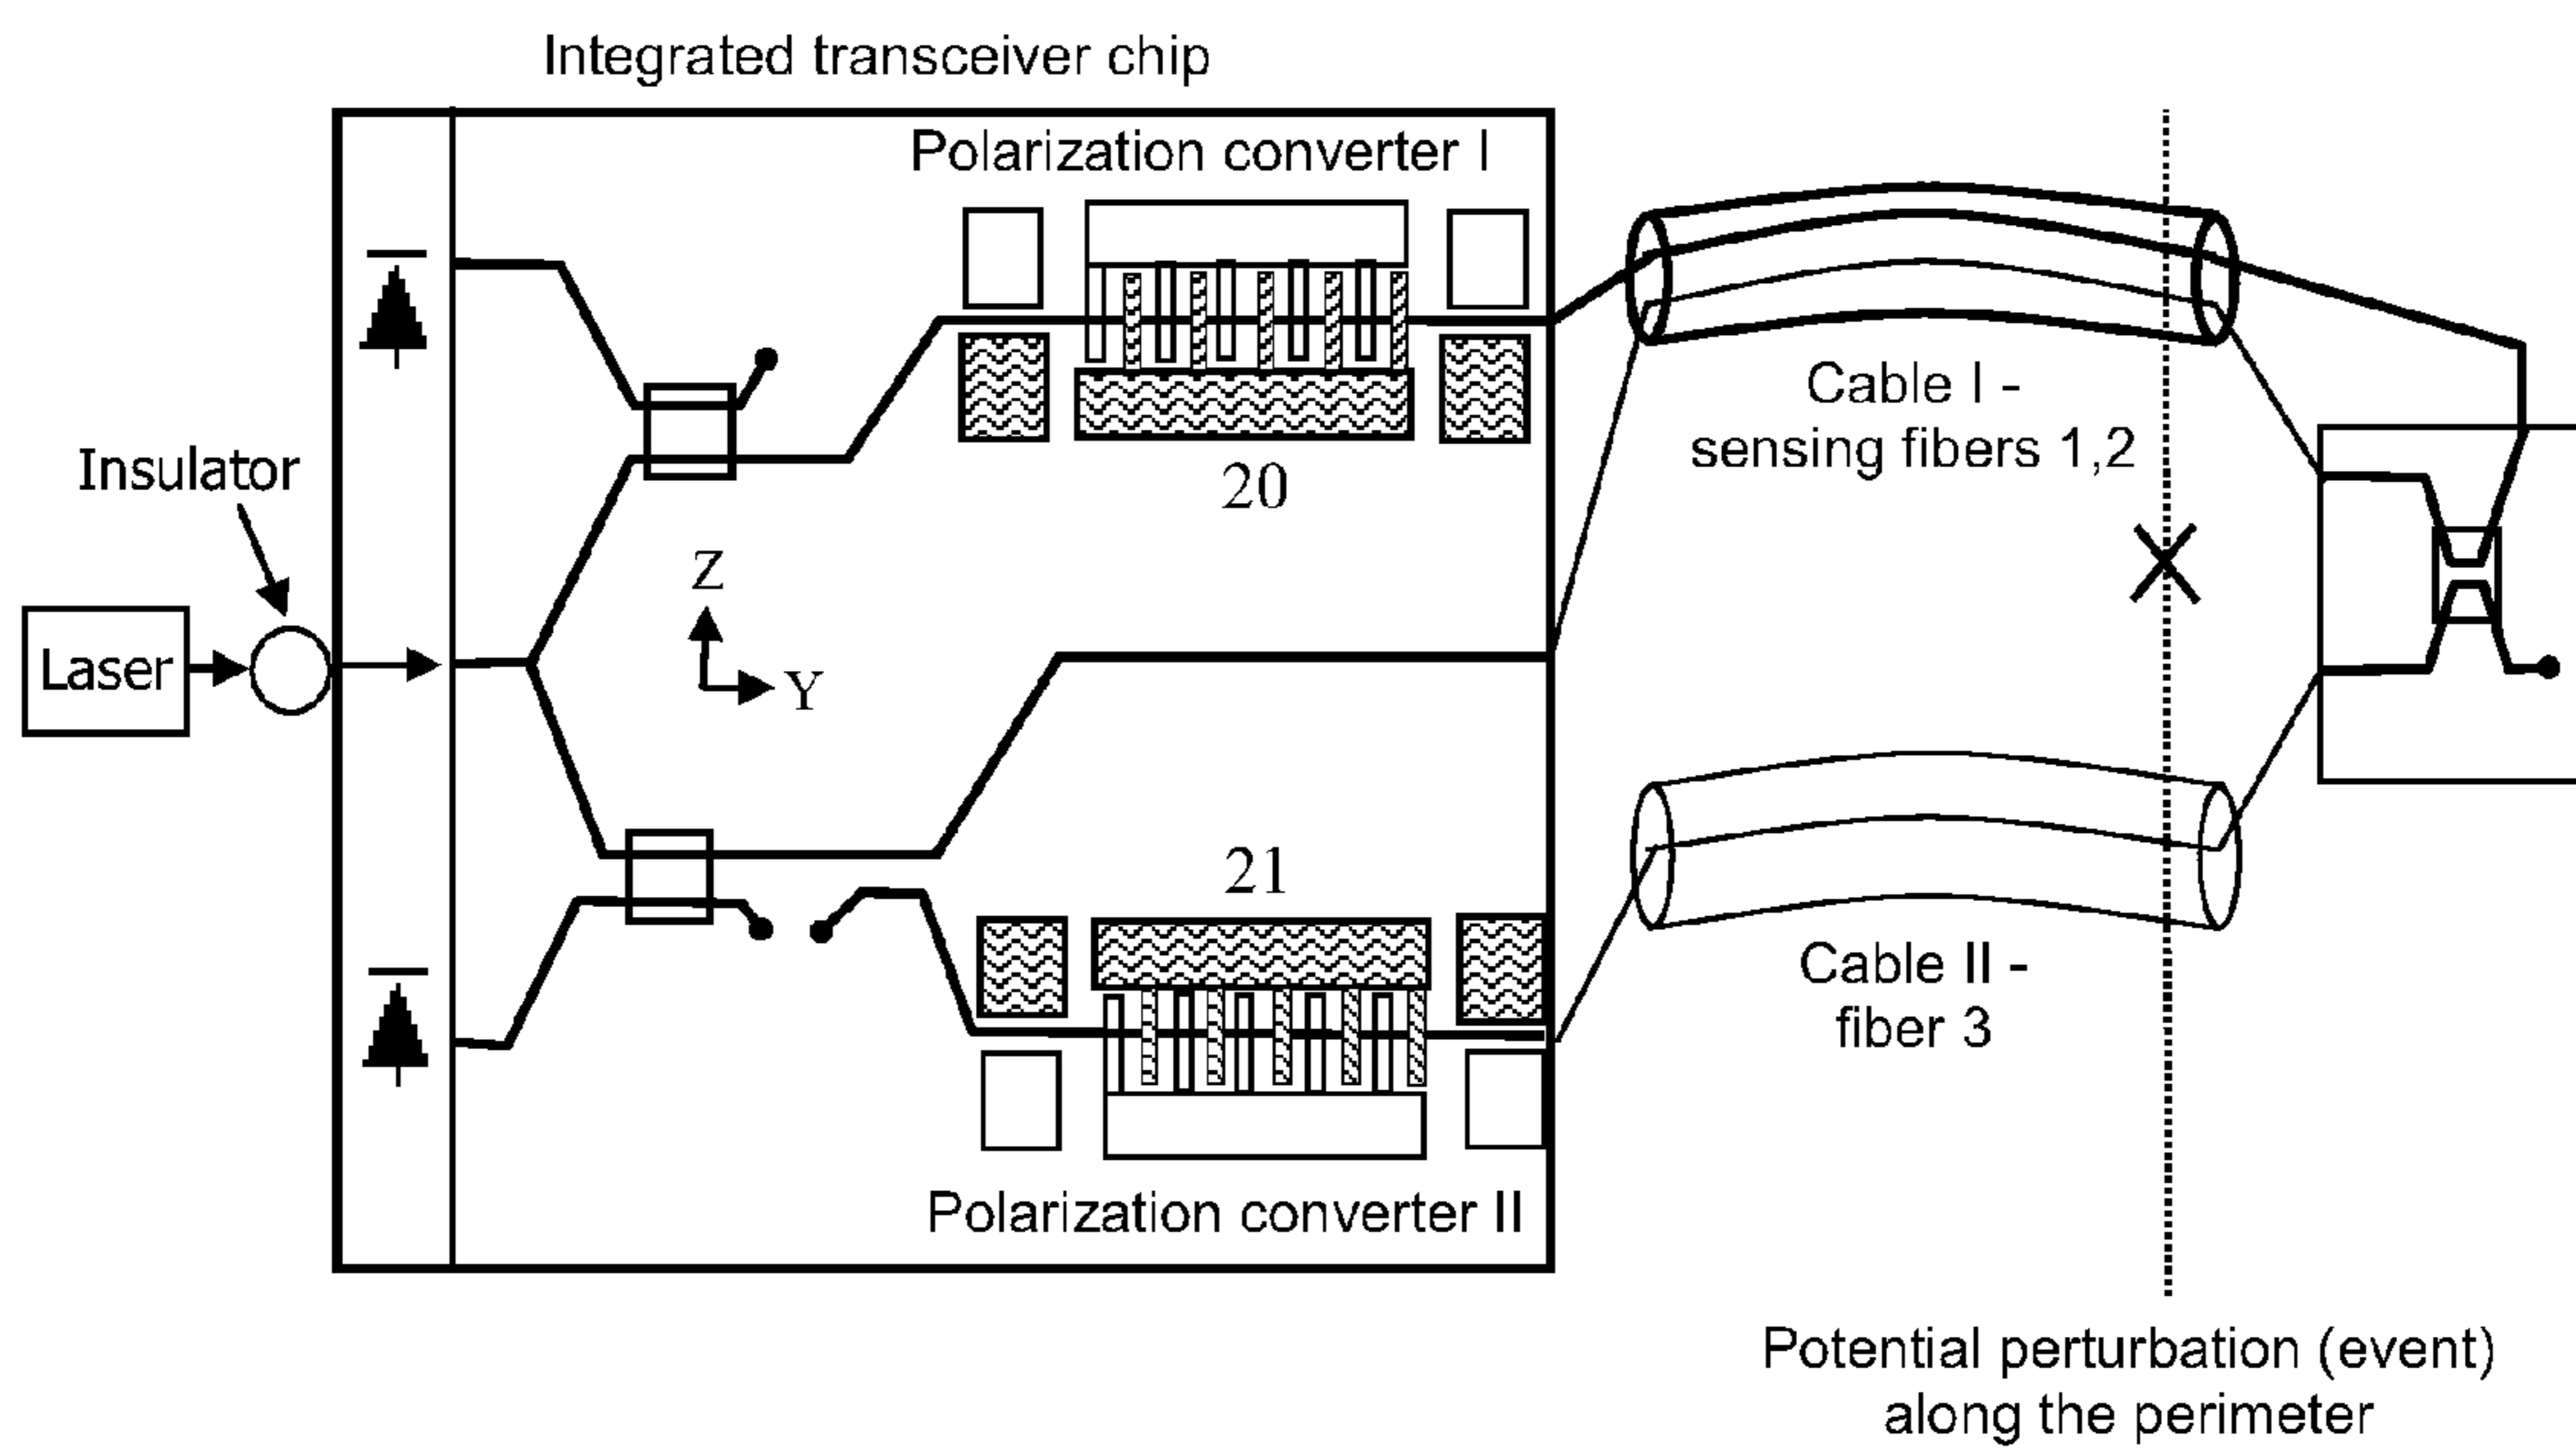 Integrated transceiver chip
Polarization converter I
Cable I -
sensing fibers 1,2
Insulator
20
Z
Laser
Y
21
Cable II -
fiber 3
Polarization converter II
Potential perturbation (event)
along the perimeter